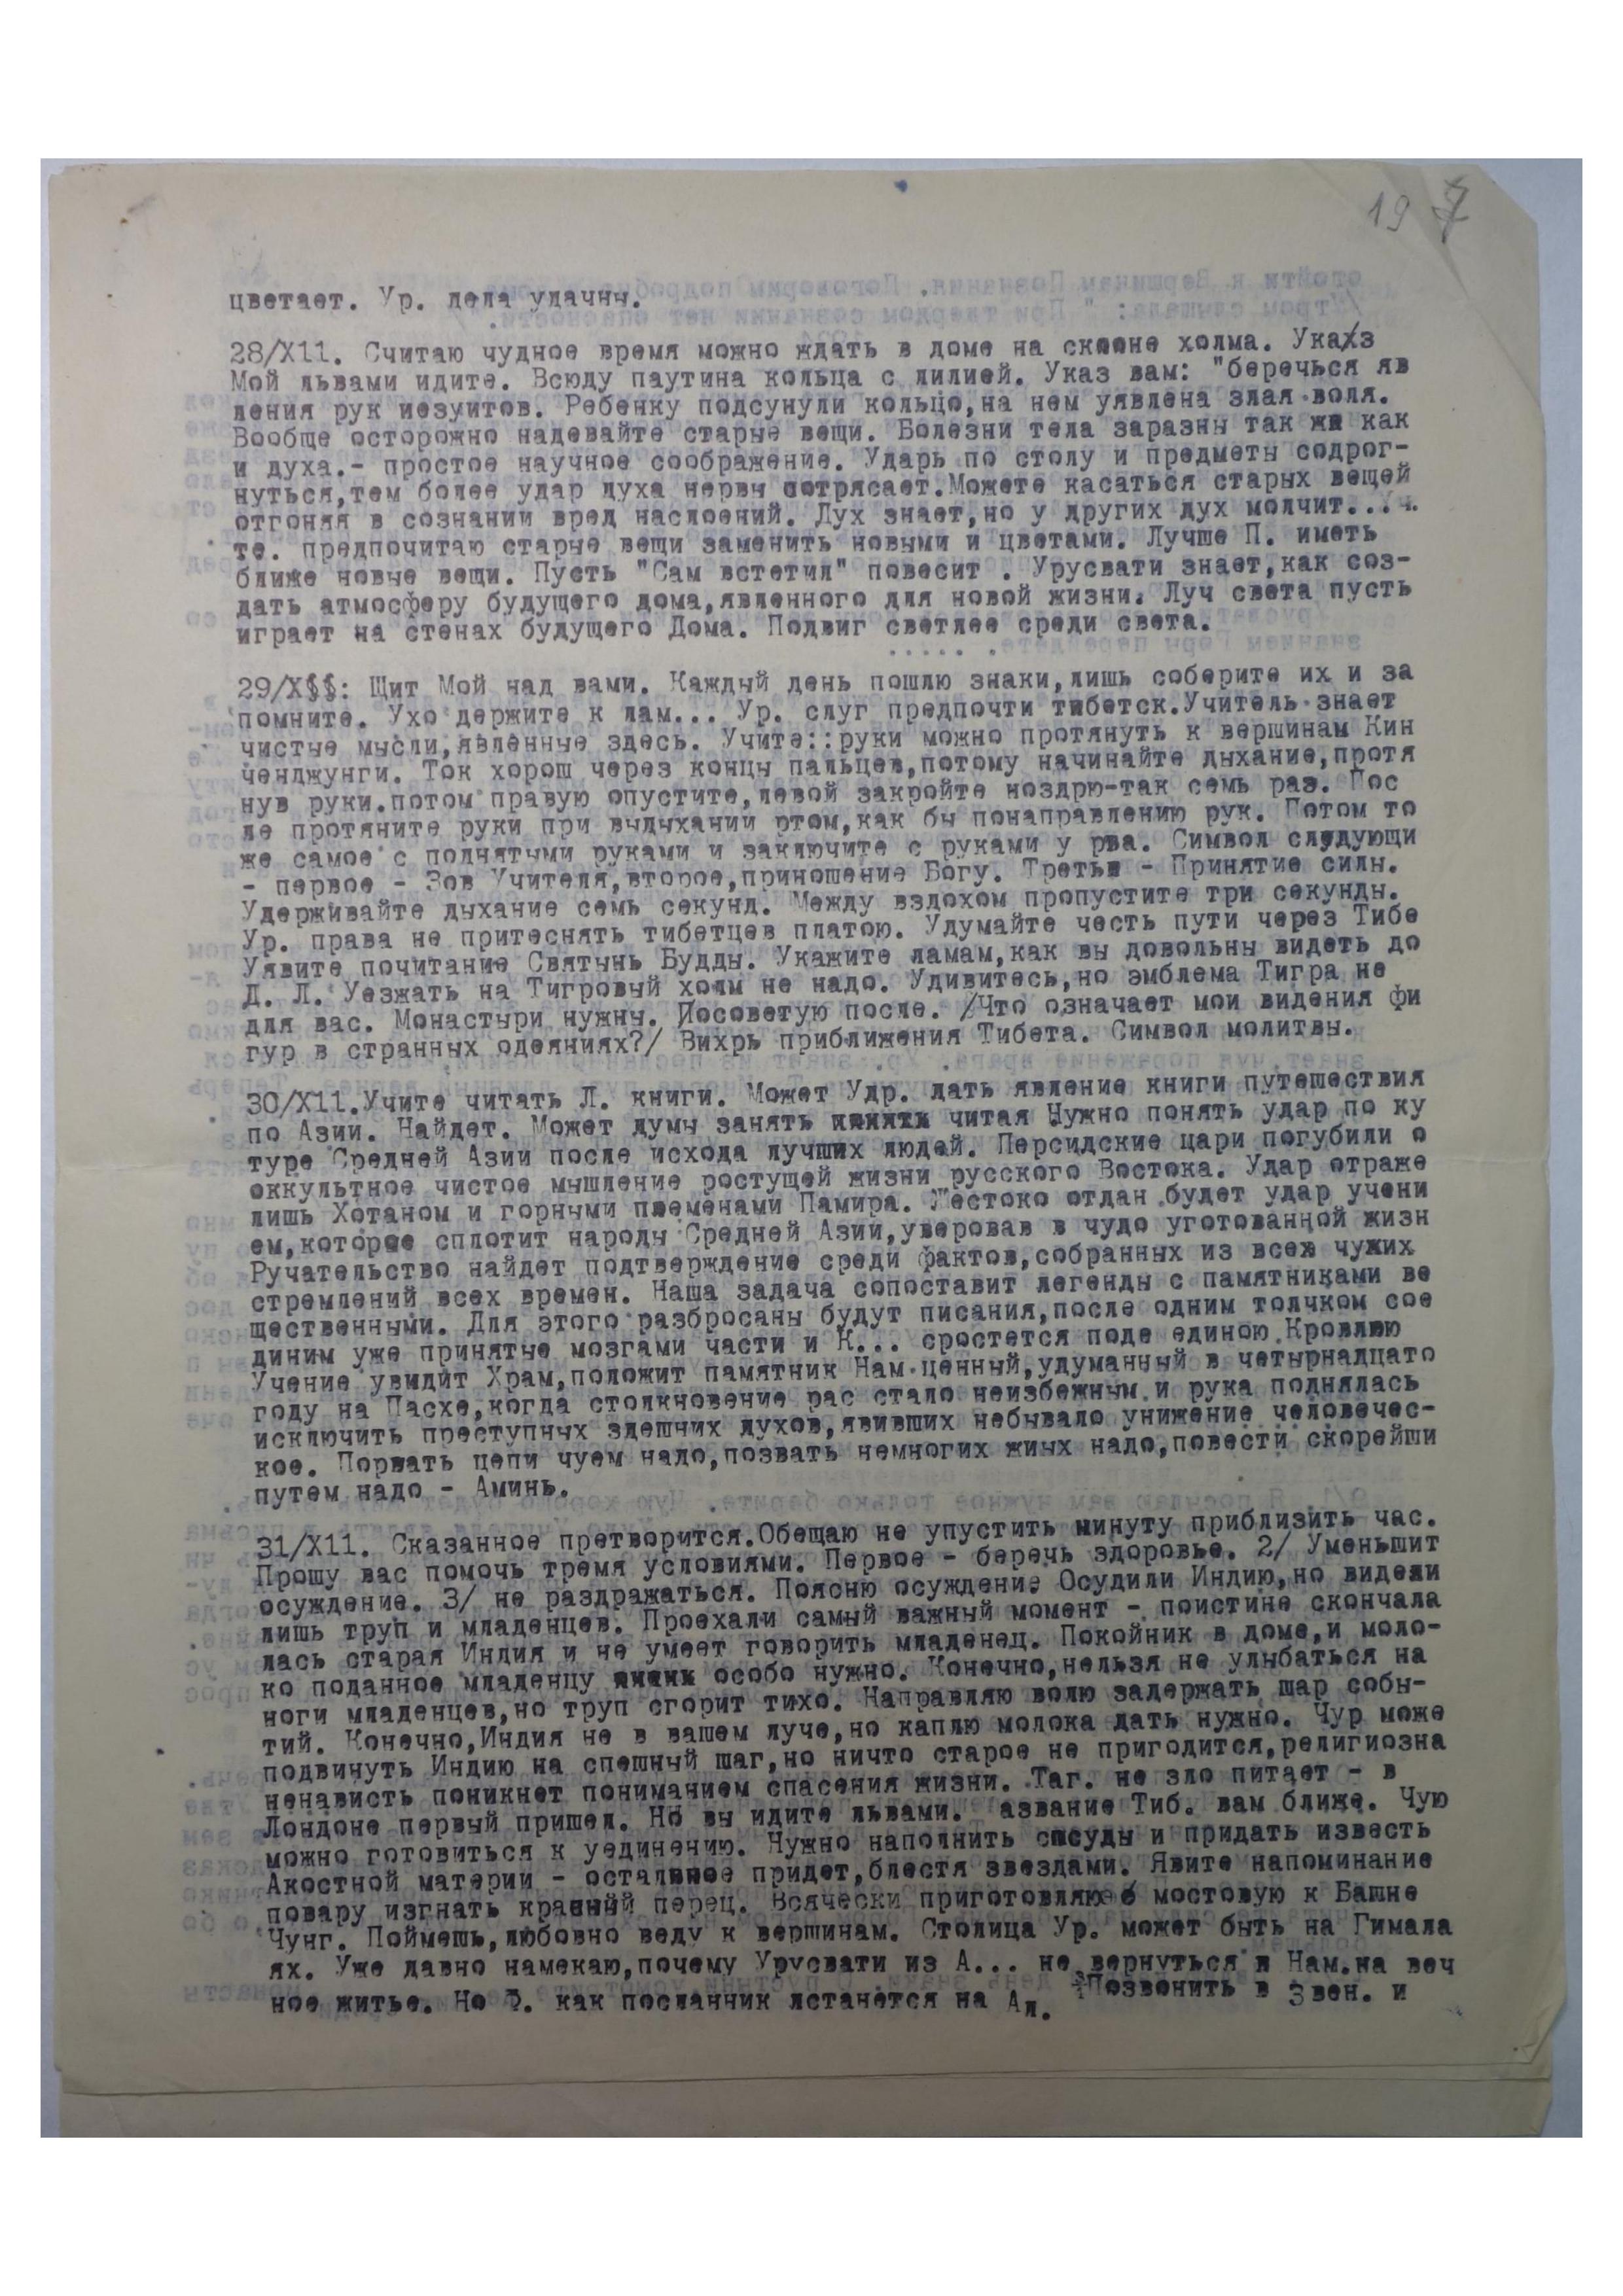 19
цветает. Ур. дела удачны.
28/X11. Считаю чудное время можно ждать в доме на склоне холма. Указ
Мой львами идите. Всюду паутина кольца с лилией. Указ вам: "беречься яв
ления рук иезуитов. Ребенку подсунули кольцо,на нем уявлена злая воля.
Вообще осторожно надевайте старые вещи. Болезни тела заразны так же как
и духа.- простое научное соображение. Ударь по столу и предметы содрог-
нуться,тем более удар духа нервы потрясает.Можете касаться старых вещей
отгоняя в сознании вред наслоений. Дух знает,но у других дух молчит...Уч.
те. предпочитаю старые вещи заменить новыми и цветами. Лучше П. иметь
ближе новые вещи. Пусть "Сам встетил" повесит . Урусвати знает,как соз-
дать атмосферу будущего дома,явленного для новой жизни. Луч света пусть
играет на стенах будущего Дома. Подвиг светлее среди света.
......
29/X$$: Щит Мой над вами. Каждый день пошлю знаки,лишь соберите их и за
помните. Ухо держите к лам... Ур. слуг предпочти тибетск.Учитель знает
чистые мысли,явленные здесь. Учите::руки можно протянуть к вершинам Кин
ченджунги. Ток хорош через концы пальцев,потому начинайте дыхание,протя
нув руки.потом правую опустите,левой закройте ноздрю-так семь раз. Пос
ле протяните руки при выдыхании ртом,как бы понаправлению рук. Потом то
же самое с поднятыми руками и заключите с руками у рта. Символ следующи
- первое - Зов Учителя,второе,приношение Богу. Третье - Принятие силы.
Удерживайте дыхание семь секунд. Между вздохом пропустите три секунды.
Ур. права не притеснять тибетцев платою. Удумайте честь пути через Тибе
Уявите почитание Святынь Будды. Укажите ламам,как вы довольны видеть до
Д. Л. Уезжать на Тигровый холм не надо. Удивитесь,но эмблема Тигра не
для вас. Монастыри нужны. Посоветую после. /Что означает мои видения фи
гур в странных одеяниях?/ Вихрь приближения Тибета. Символ молитвы.
30/X11.Учите читать Л. книги. Может Удр. дать явление книги путешествия
по Азии. Найдет. Может думы занять читая Нужно понять удар по ку
туре Средней Азии после исхода лучших людей. Персидские цари погубили о
оккультное чистое мышление ростущей жизни русского Востока. Удар отраже
лишь Хотаном и горными племенами Памира. Жестоко отдан будет удар учени
ем,которое сплотит народы Средней Азии,уверовав в чудо уготованной жизн
Ручательство найдет подтверждение среди фактов,собранных из всех чужих
стремлений всех времен. Наша задача сопоставит легенды с памятниками ве
щественными. Для этого разбросаны будут писания,после одним толчком сое
диним уже принятые мозгами части и К... сростется поде единою Кровлею
Учение увидит Храм,положит памятник Нам ценный,удуманный в четырнадцато
году на Пасхе,когда столкновение рас стало неизбежным и рука поднялась
исключить преступных здешних духов,явивших небывало унижение человечес-
кое. Порвать цепи чуем надо,позвать немногих жиых надо,повести скорейши
путем надо - Аминь.
31/X11. Сказанное претворится.Обещаю не упустить минуту приблизить час.
Прошу вас помочь тремя условиями. Первое - беречь здоровье. 2/ Уменьшит
осуждение. 3/ не раздражаться. Поясню осуждение Осудили Индию,но видели
лишь труп и младенцев. Проехали самый важный момент - поистине скончала
лась старая Индия и не умеет говорить младенец. Покойник в доме,и моло-
ко поданное младенцу особо нужно. Конечно,нельзя не улыбаться на
ноги младенцев,но труп сгорит тихо. Направляю волю задержать шар собы-
тий. Конечно,Индия не в вашем луче,но каплю молока дать нужно. Чур може
подвинуть Индию на спешный шаг,но ничто старое не пригодится,религиозна
ненависть поникнет пониманием спасения жизни. Таг. не зло питает - в
Лондоне первый пришел. Но вы идите львами. азвание Тиб. вам ближе. Чую
можно готовиться к уединению. Нужно наполнить сосуды и придать известь
Акостной материи - остальное придет,блестя звездами. Явите напоминание
повару изгнать красный перец. Всячески приготовляю мостовую к Башне
Чунг. Поймешь,любовно веду к вершинам. Столица Ур. может быть на Гимала
ях. Уже давно намекаю,почему Урусвати из А... не вернуться в Нам.на веч
ное житье. Но Ф. как посланник лстанется на Ал. Позвонить в Звен. и